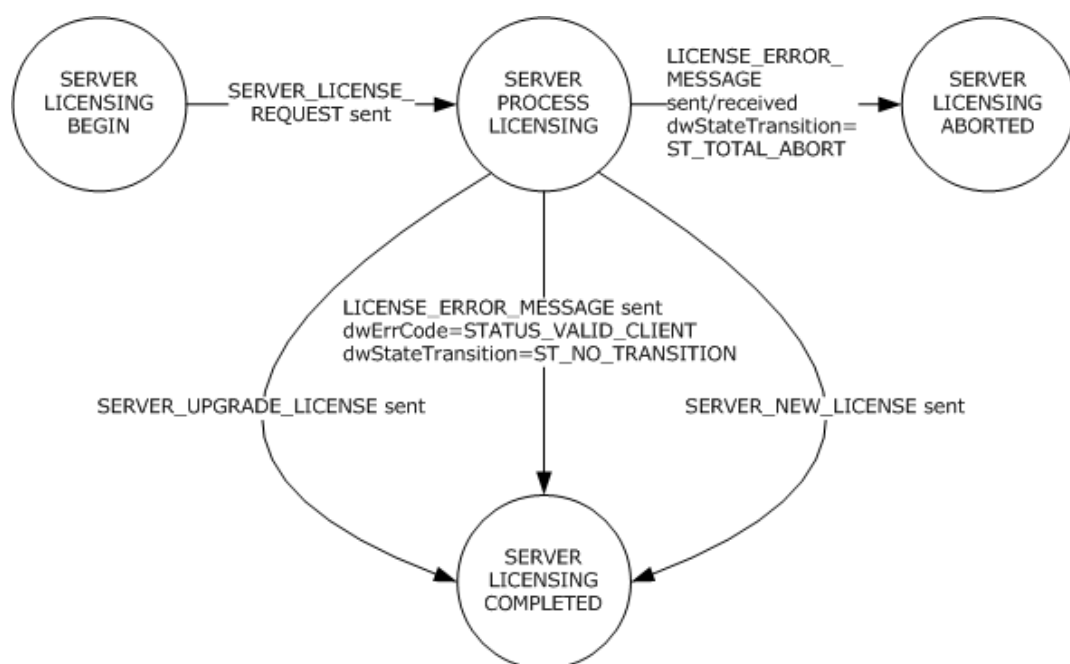 SERVER
LICENSING
BEGIN
SERVER_LICENSE_
REQUEST sent
SERVER
PROCESS
LICENSING
LICENSE_ERROR_
MESSAGE
sent/received
dwStateTransition=
ST_TOTAL_ABORT
SERVER
LICENSING
ABORTED
LICENSE_ERROR_MESSAGE sent
dwErrCode=STATUS_VALID_CLIENT
dwStateTransition=ST_NO_TRANSITION
SERVER_UPGRADE_LICENSE sent
SERVER_NEW_LICENSE sent
SERVER
LICENSING
COMPLETED